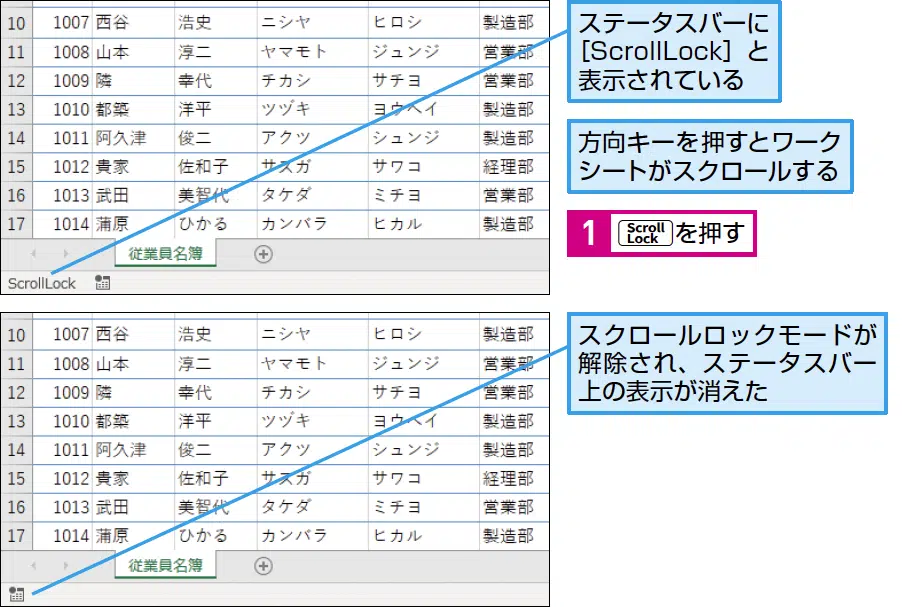 10 1007 西谷 浩史 ニシヤ ヒロシ 製造部
11 1008 山本 淳二 ヤマモト ジュンジ 営業部
12 1009 隣 幸代 チカシ サチヨ 営業部
13 1010 都築 洋平 ツヅキ ヨウヘイ 製造部
14 1011 阿久津 俊二 アクツ シュンジ 製造部
15 1012 貴家 佐和子 サスガ サワコ 経理部
16 1013 武田 美智代 タケダ ミチヨ 営業部
17 1014 蒲原 ひかる カンバラ ヒカル 製造部
従業員名簿
ScrollLock
ステータスバーに
［ScrollLock］と
表示されている
方向キーを押すとワーク
シートがスクロールする
1 Scroll Lock を押す
10 1007 西谷 浩史 ニシヤ ヒロシ 製造部
11 1008 山本 淳二 ヤマモト ジュンジ 営業部
12 1009 隣 幸代 チカシ サチヨ 営業部
13 1010 都築 洋平 ツヅキ ヨウヘイ 製造部
14 1011 阿久津 俊二 アクツ シュンジ 製造部
15 1012 貴家 佐和子 サスガ サワコ 経理部
16 1013 武田 美智代 タケダ ミチヨ 営業部
17 1014 蒲原 ひかる カンバラ ヒカル 製造部
従業員名簿
スクロールロックモードが
解除され、ステータスバー
上の表示が消えた